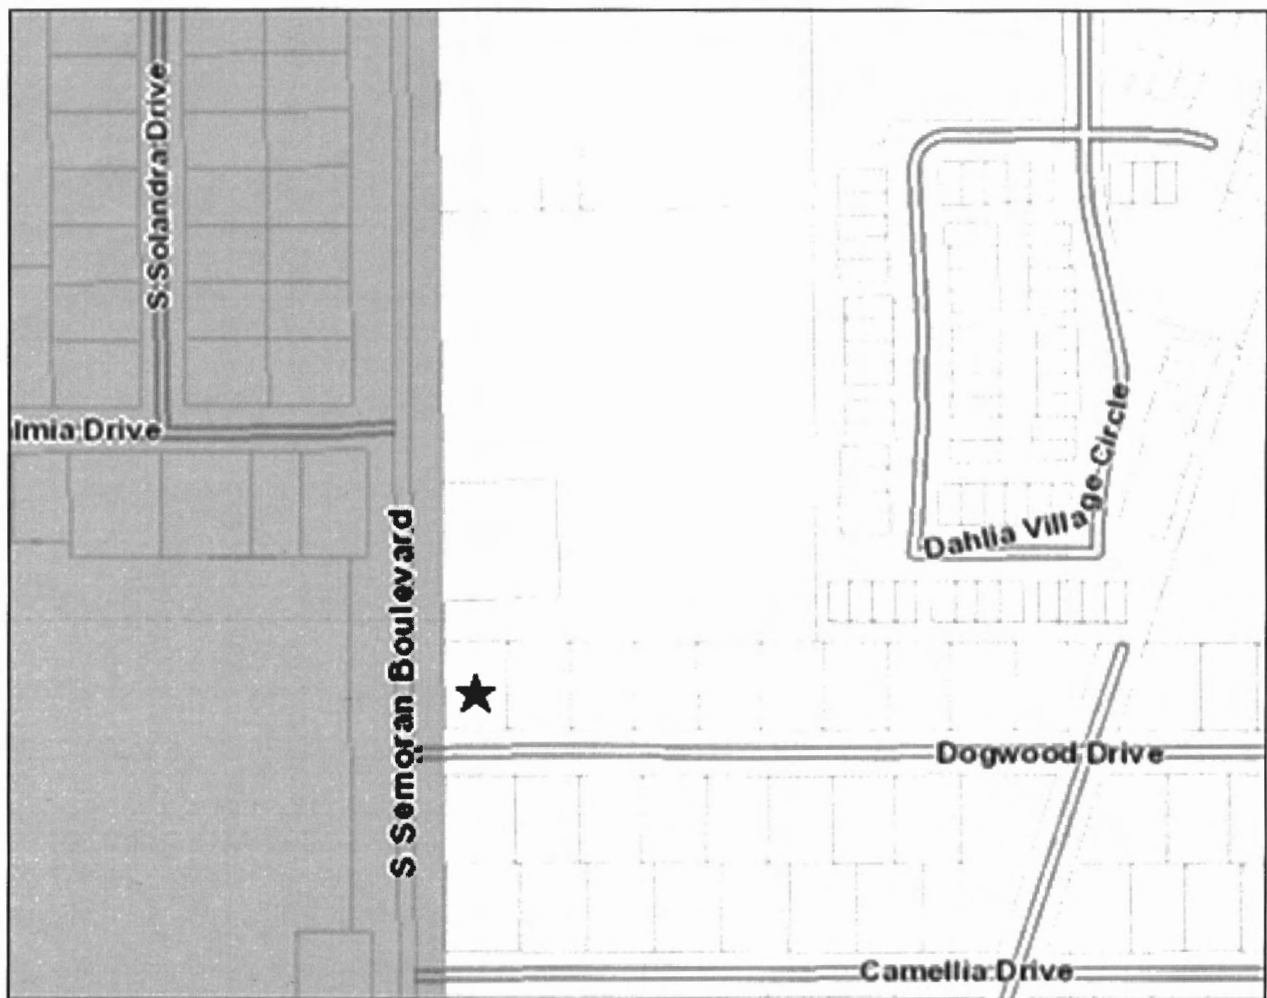 S Solandra Drive
lmia Drive
S Semoran Boulevard
Dahlia Village Circle
Dogwood Drive
Camellia Drive